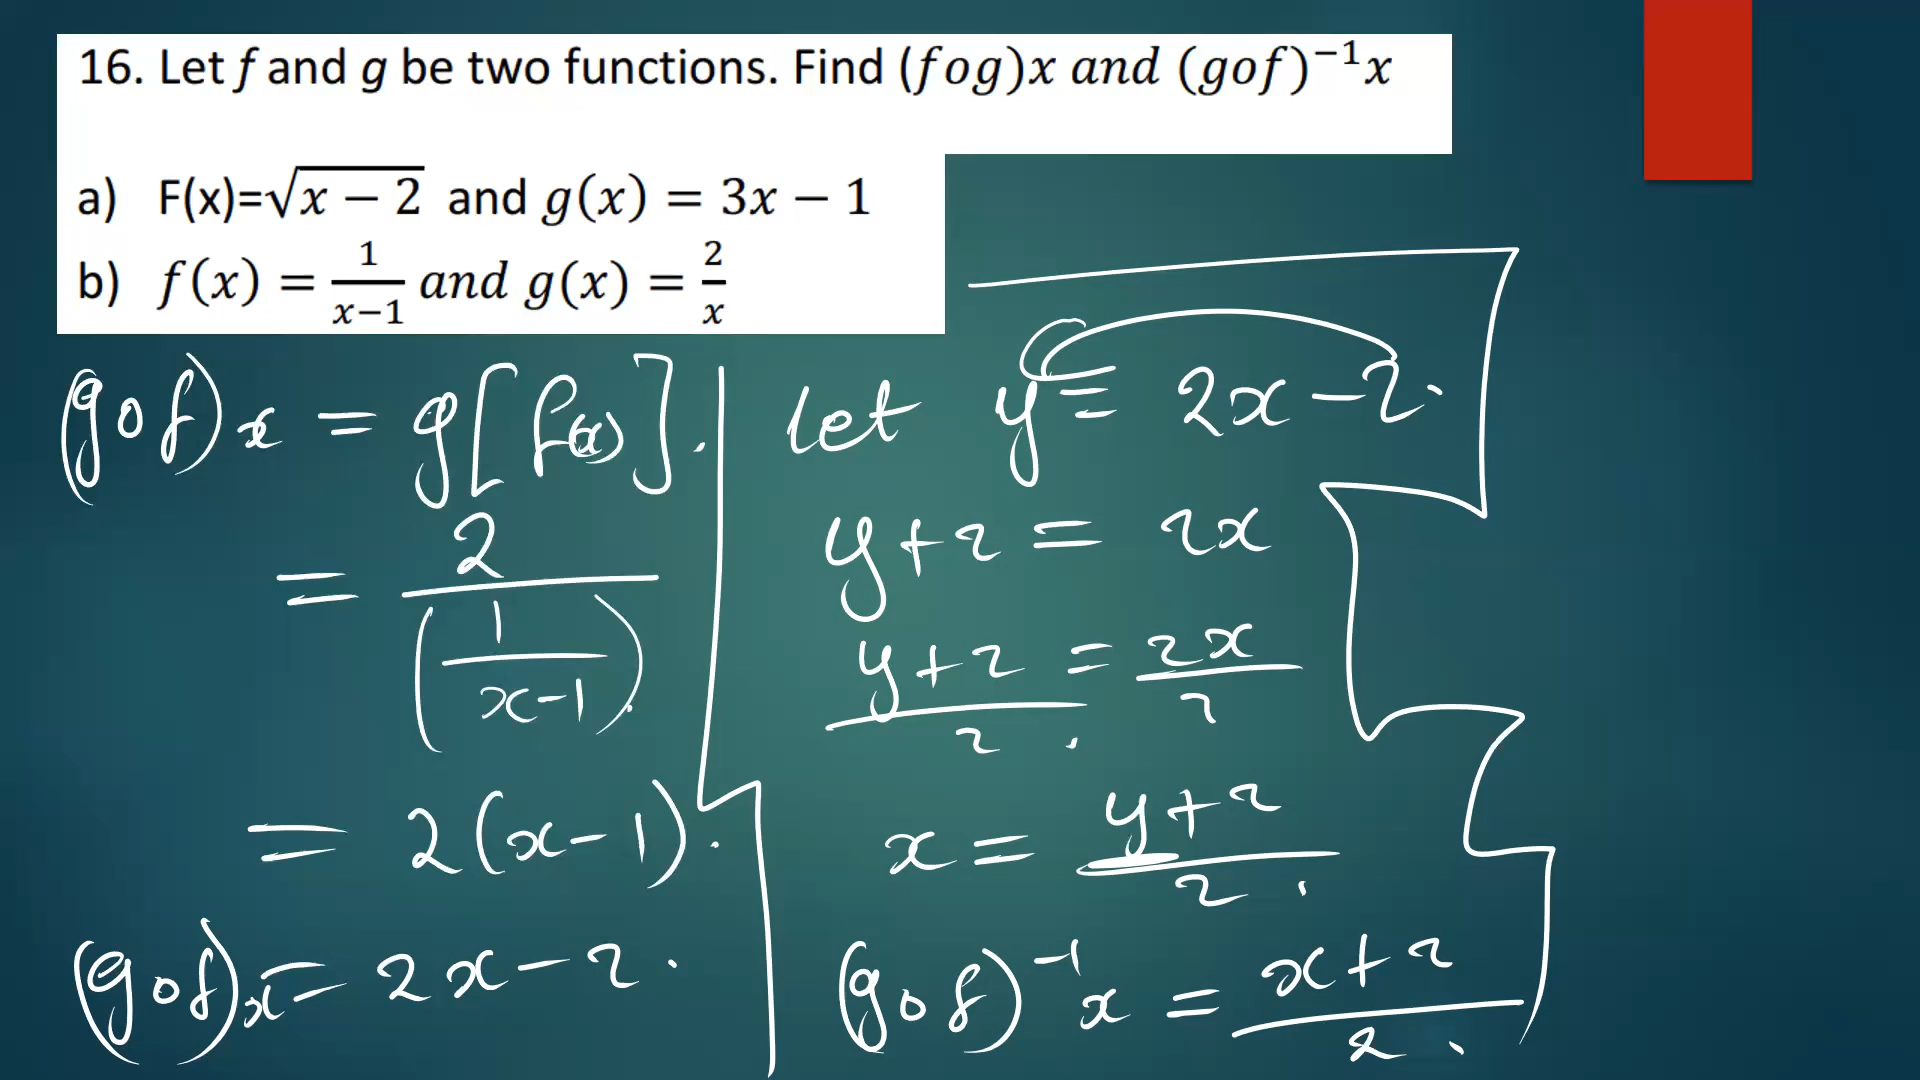 16. Let f and g be two functions. Find (fog)x and (gof)⁻¹x
a) F(x)=√(x − 2) and g(x) = 3x − 1
b) f(x) = 1/(x−1) and g(x) = 2/x
(gof)x = g[f(x)].
= 2/(1/(x-1)).
= 2(x-1).
(gof)x = 2x-2.
let y = 2x-2.
y+2 = 2x
(y+2)/2 = 2x/2.
x = (y+2)/2.
(gof)⁻¹x = (x+2)/2.